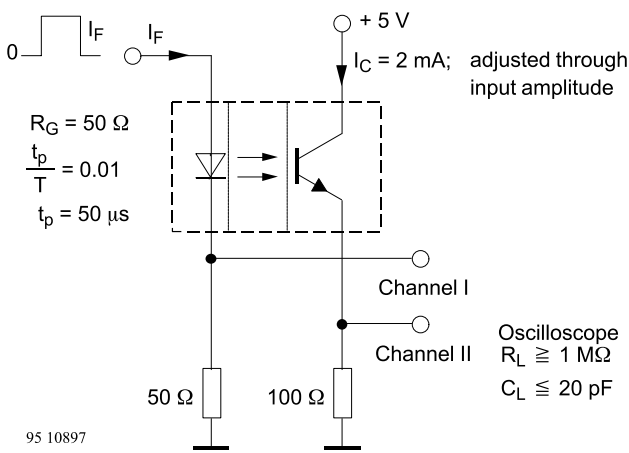 0
I_F
I_F
+ 5 V
I_C = 2 mA; adjusted through
input amplitude
R_G = 50 Ω
t_p
T
= 0.01
t_p = 50 μs
Channel I
Channel II
Oscilloscope
R_L ≧ 1 MΩ
C_L ≦ 20 pF
50 Ω
100 Ω
95 10897